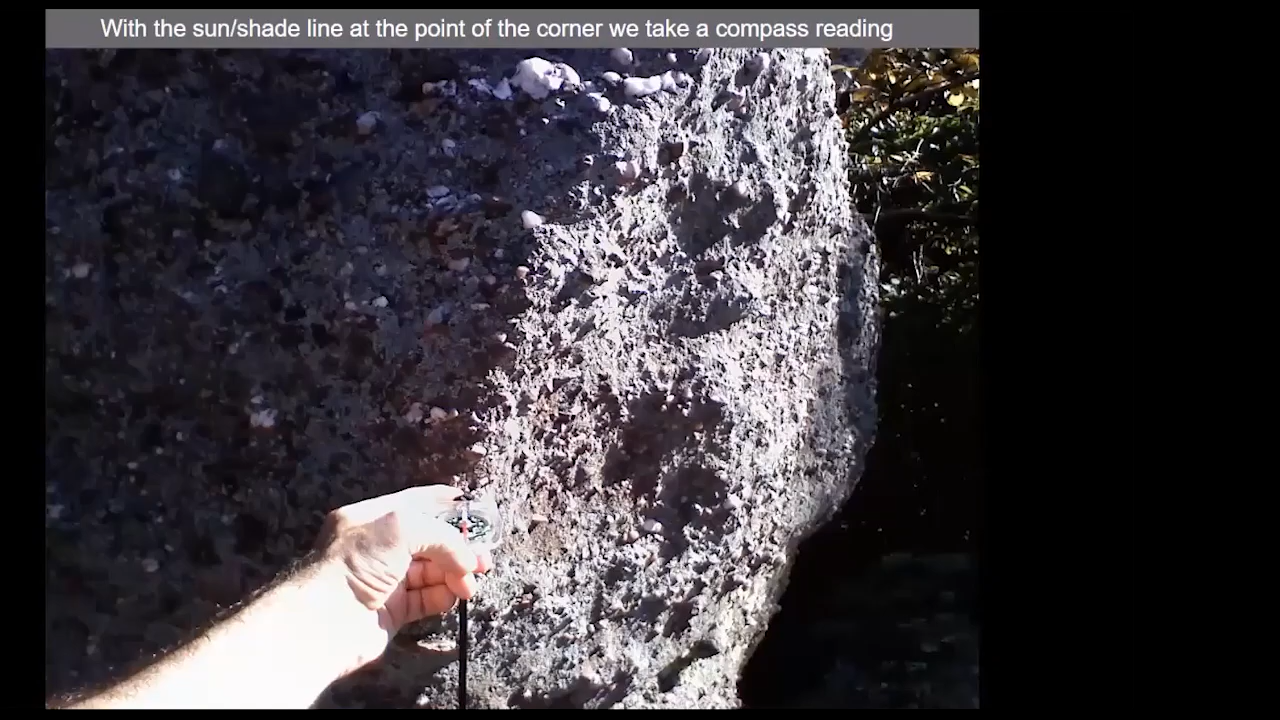 With the sun/shade line at the point of the corner we take a compass reading